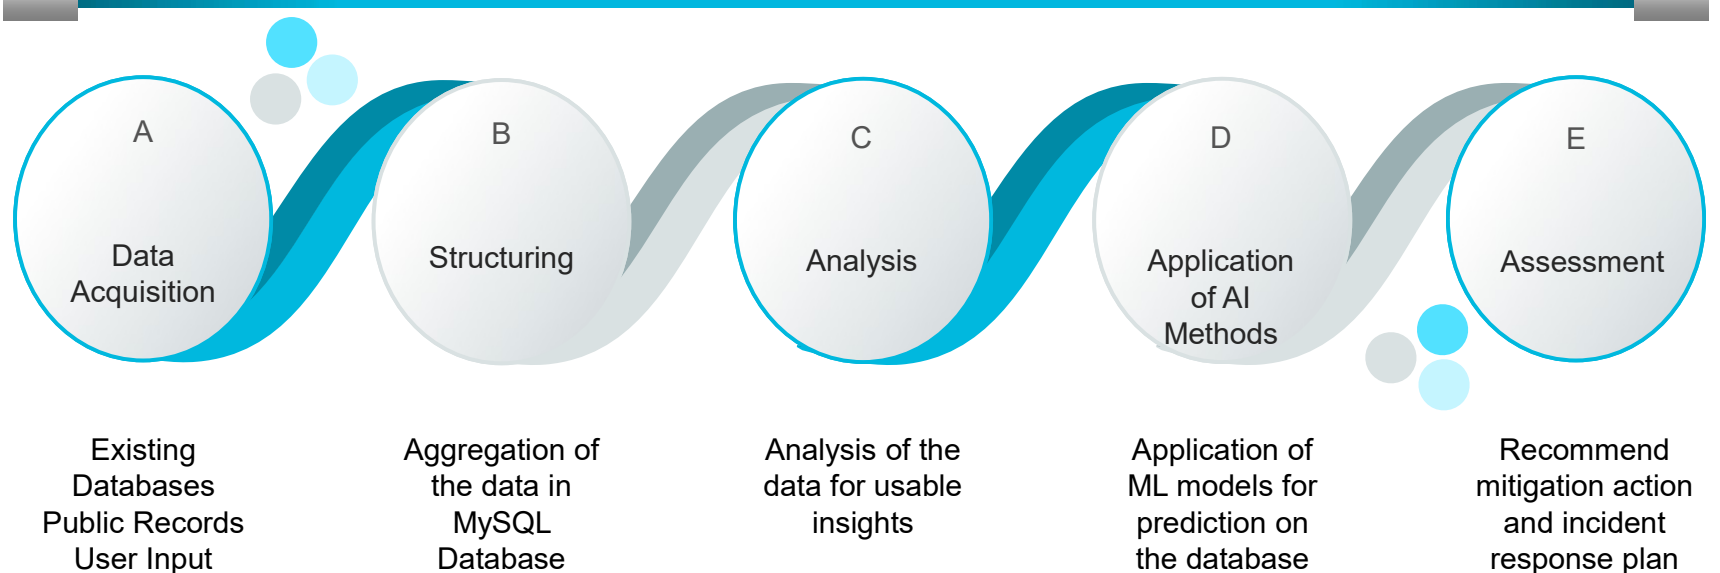 A
Data
Acquisition
B
Structuring
C
Analysis
D
Application
of AI
Methods
E
Assessment
Existing
Databases
Public Records
User Input
Aggregation of
the data in
MySQL
Database
Analysis of the
data for usable
insights
Application of
ML models for
prediction on
the database
Recommend
mitigation action
and incident
response plan